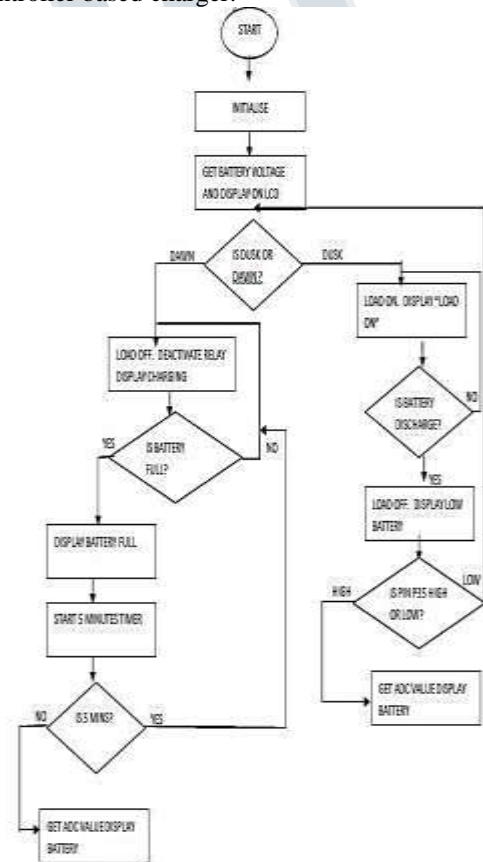 ntroller based charger.
START
INITIALISE
GET BATTERY VOLTAGE
AND DISPLAY ON LCD
IS DUSK OR
DAWN?
DAWN
DUSK
LOAD OFF. DEACTIVATE RELAY
DISPLAY CHARGING
LOAD ON. DISPLAY "LOAD
ON"
IS BATTERY
FULL?
YES
NO
IS BATTERY
DISCHARGE?
NO
YES
DISPLAY BATTERY FULL
LOAD OFF. DISPLAY LOW
BATTERY
START 5 MINUTES TIMER
IS PIN P3.5 HIGH
OR LOW?
HIGH
LOW
IS 5 MINS?
NO
YES
GET ADC VALUE DISPLAY
BATTERY
GET ADC VALUE DISPLAY
BATTERY